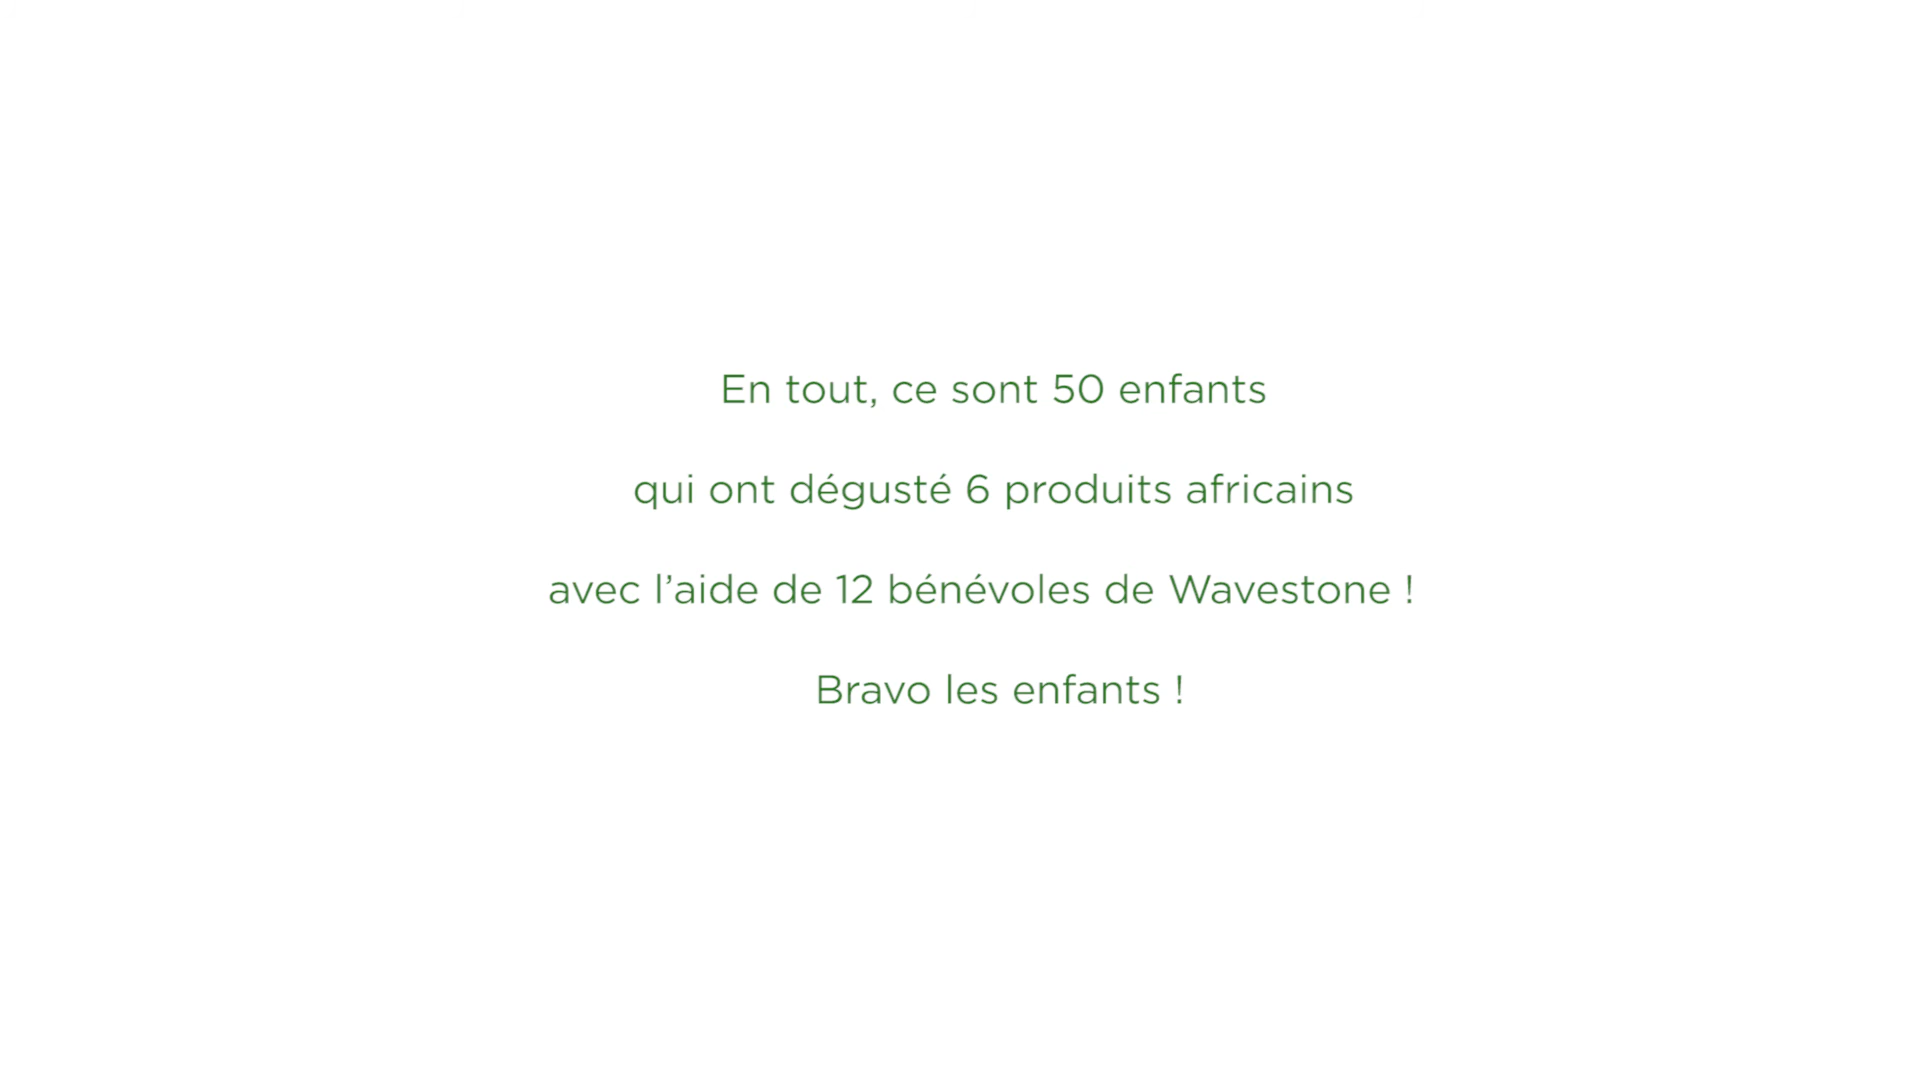 En tout, ce sont 50 enfants
qui ont dégusté 6 produits africains
avec l’aide de 12 bénévoles de Wavestone !
Bravo les enfants !